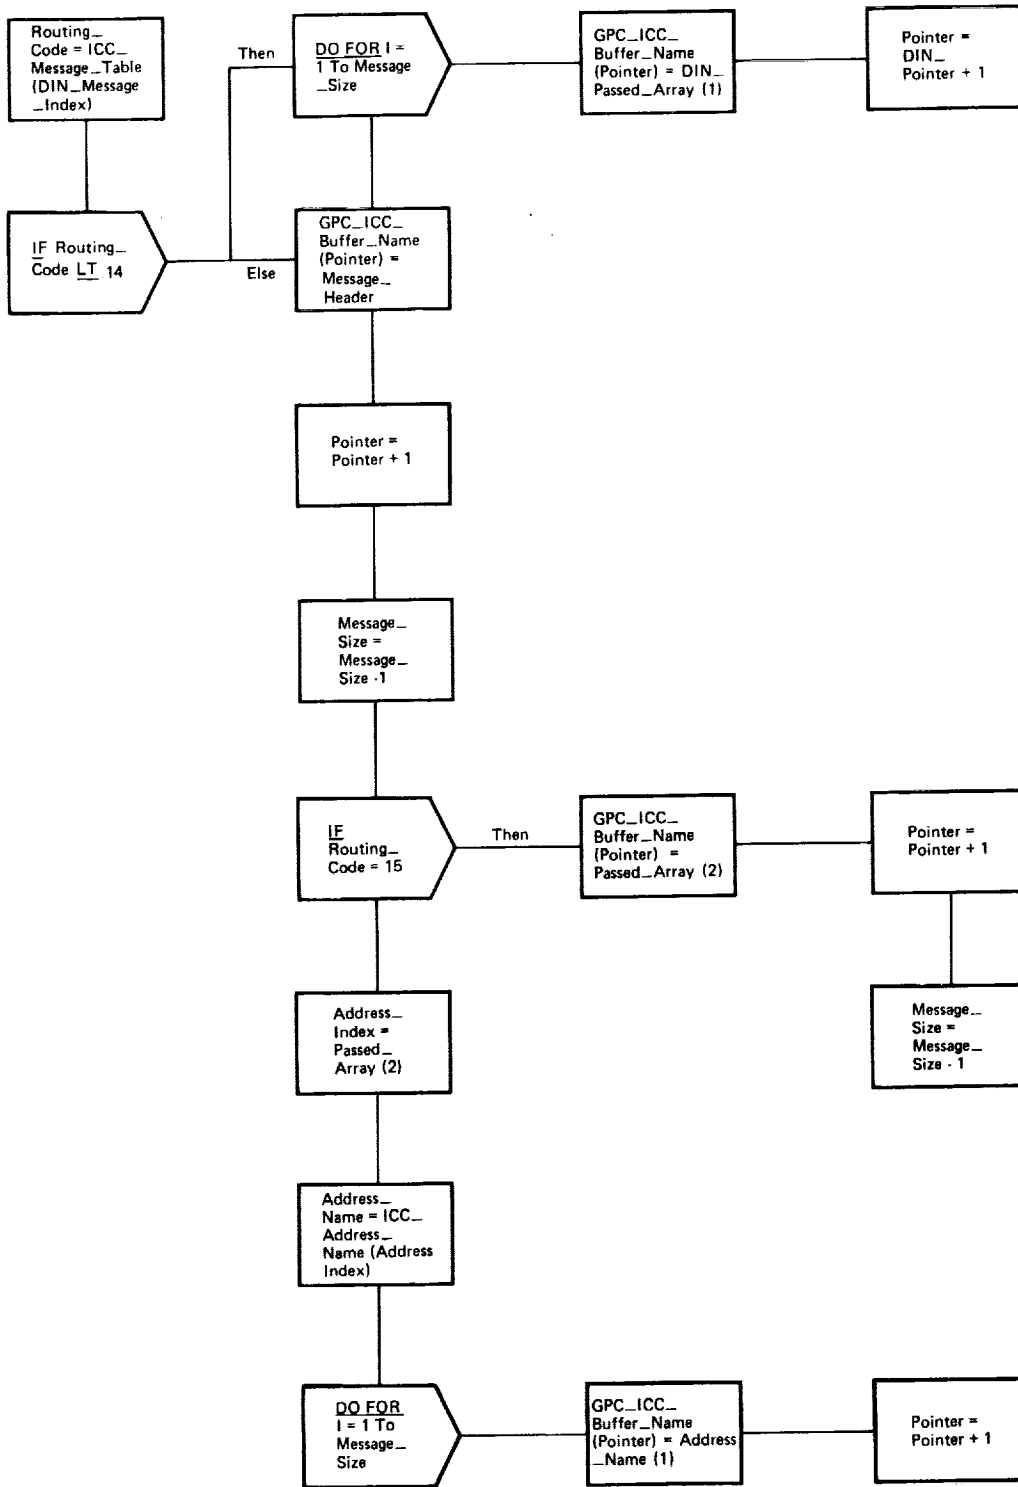 Routing_
Code = ICC_
Message_Table
(DIN_Message
_Index)
Then
DO FOR I =
1 To Message
_Size
GPC_ICC_
Buffer_Name
(Pointer) = DIN_
Passed_Array (1)
Pointer =
DIN_
Pointer + 1
IF Routing_
Code LT 14
Else
GPC_ICC_
Buffer_Name
(Pointer) =
Message_
Header
Pointer =
Pointer + 1
Message_
Size =
Message_
Size -1
IF
Routing_
Code = 15
Then
GPC_ICC_
Buffer_Name
(Pointer) =
Passed_Array (2)
Pointer =
Pointer + 1
Message_
Size =
Message_
Size - 1
Address_
Index =
Passed_
Array (2)
Address_
Name = ICC_
Address_
Name (Address
Index)
DO FOR
I = 1 To
Message_
Size
GPC_ICC_
Buffer_Name
(Pointer) = Address
_Name (1)
Pointer =
Pointer + 1